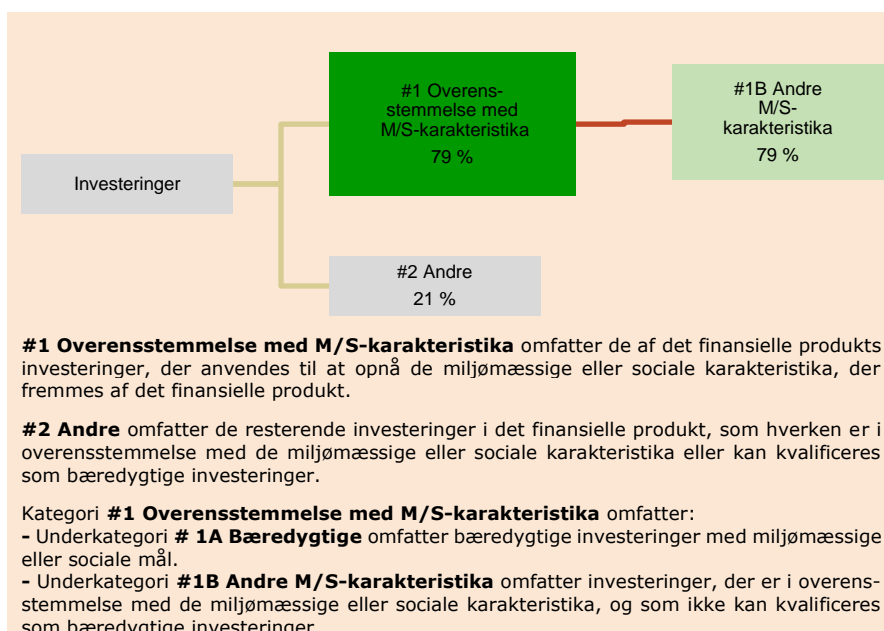 #1 Overens-
stemmelse med
M/S-karakteristika
79 %
#1B Andre
M/S-
karakteristika
79 %
Investeringer
#2 Andre
21 %
#1 Overensstemmelse med M/S-karakteristika omfatter de af det finansielle produkts
investeringer, der anvendes til at opnå de miljømæssige eller sociale karakteristika, der
fremmes af det finansielle produkt.
#2 Andre omfatter de resterende investeringer i det finansielle produkt, som hverken er i
overensstemmelse med de miljømæssige eller sociale karakteristika eller kan kvalificeres
som bæredygtige investeringer.
Kategori #1 Overensstemmelse med M/S-karakteristika omfatter:
- Underkategori # 1A Bæredygtige omfatter bæredygtige investeringer med miljømæssige
eller sociale mål.
- Underkategori #1B Andre M/S-karakteristika omfatter investeringer, der er i overens-
stemmelse med de miljømæssige eller sociale karakteristika, og som ikke kan kvalificeres
som bæredygtige investeringer